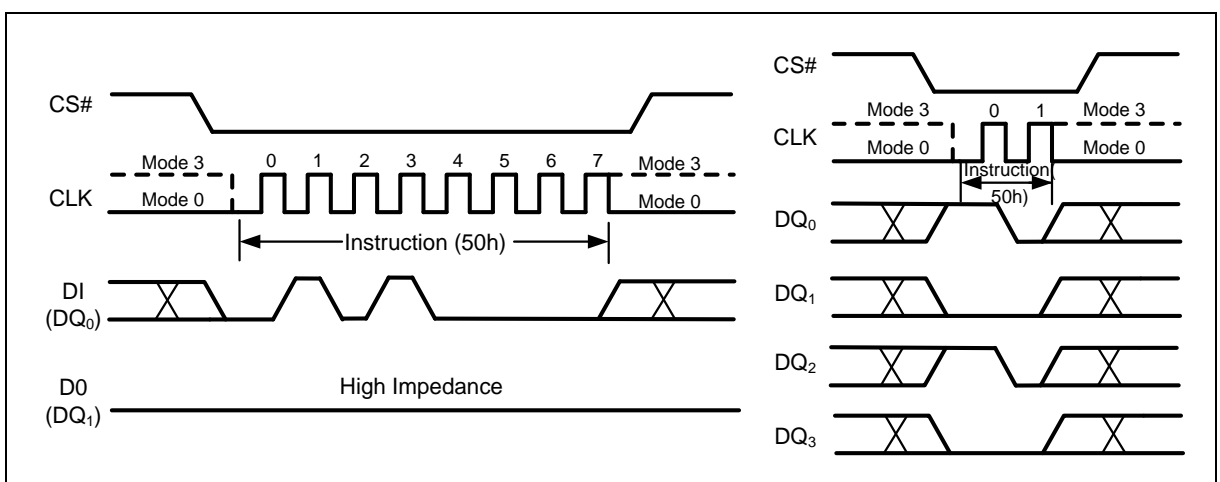 CS#
Mode 3 0 1 2 3 4 5 6 7 Mode 3
CLK Mode 0 Mode 0
Instruction (50h)
DI
(DQ0)
D0
(DQ1)
High Impedance
CS#
Mode 3 0 1 Mode 3
CLK
Mode 0 Mode 0
Instruction(
50h)
DQ0
DQ1
DQ2
DQ3